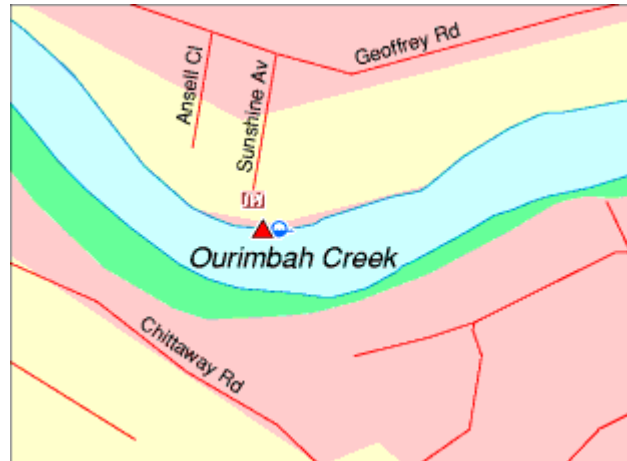 Geoffrey Rd
Ansell Cl
Sunshine Av
Ourimbah Creek
Chittaway Rd